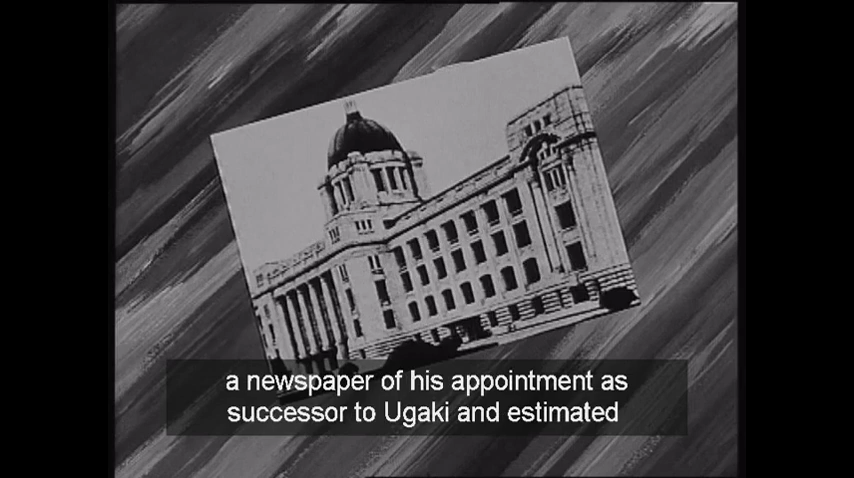 a newspaper of his appointment as
successor to Ugaki and estimated